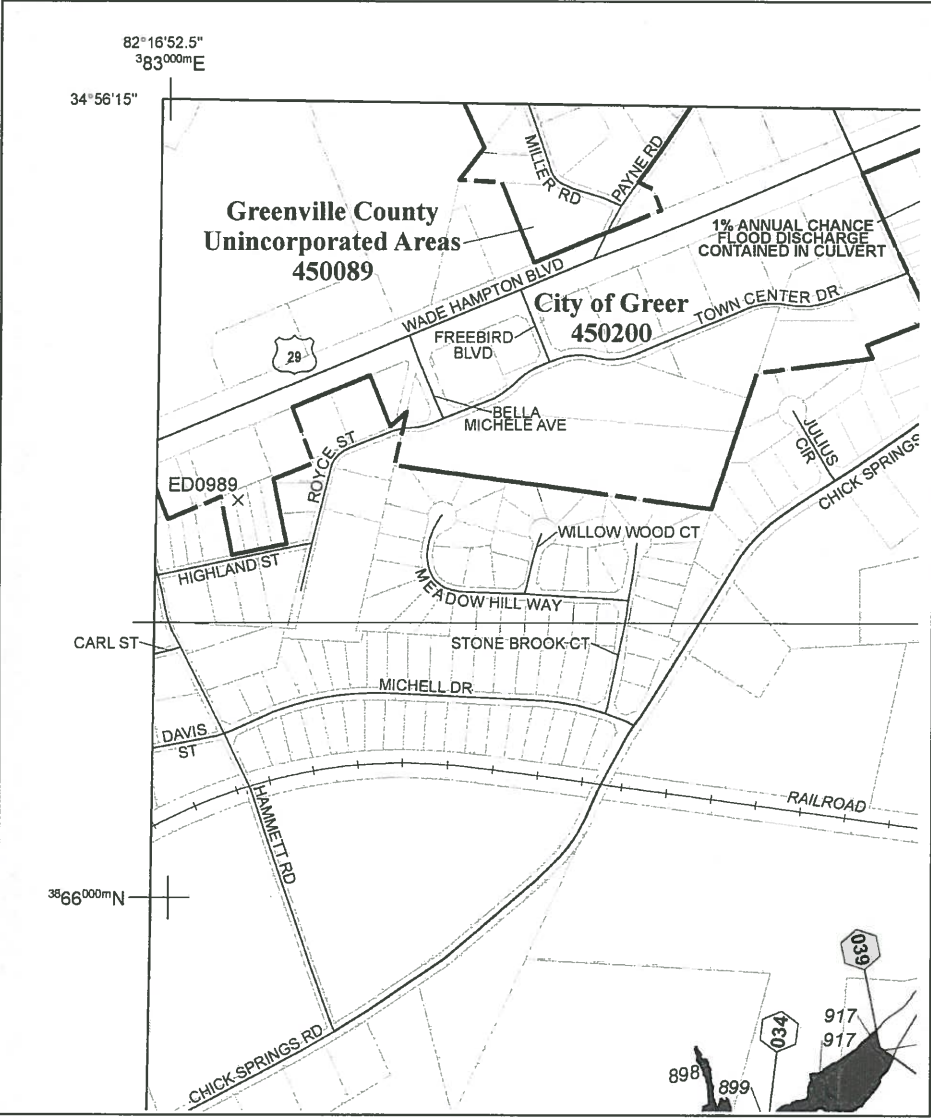 82°16'52.5"
³83⁰⁰⁰ᵐE
34°56'15"
MILLER RD
PAYNE RD
Greenville County
Unincorporated Areas
450089
1% ANNUAL CHANCE
FLOOD DISCHARGE
CONTAINED IN CULVERT
WADE HAMPTON BLVD
City of Greer
450200
TOWN CENTER DR
FREEBIRD
BLVD
29
BELLA
MICHELE AVE
JULIUS
CIR
ROYCE ST
CHICK SPRINGS
ED0989
WILLOW WOOD CT
HIGHLAND ST
MEADOW HILL WAY
CARL ST
STONE BROOK CT
MICHELL DR
DAVIS
ST
RAILROAD
HAMMETT RD
³⁸66⁰⁰⁰ᵐN
039
034
917
917
CHICK SPRINGS RD
898
899